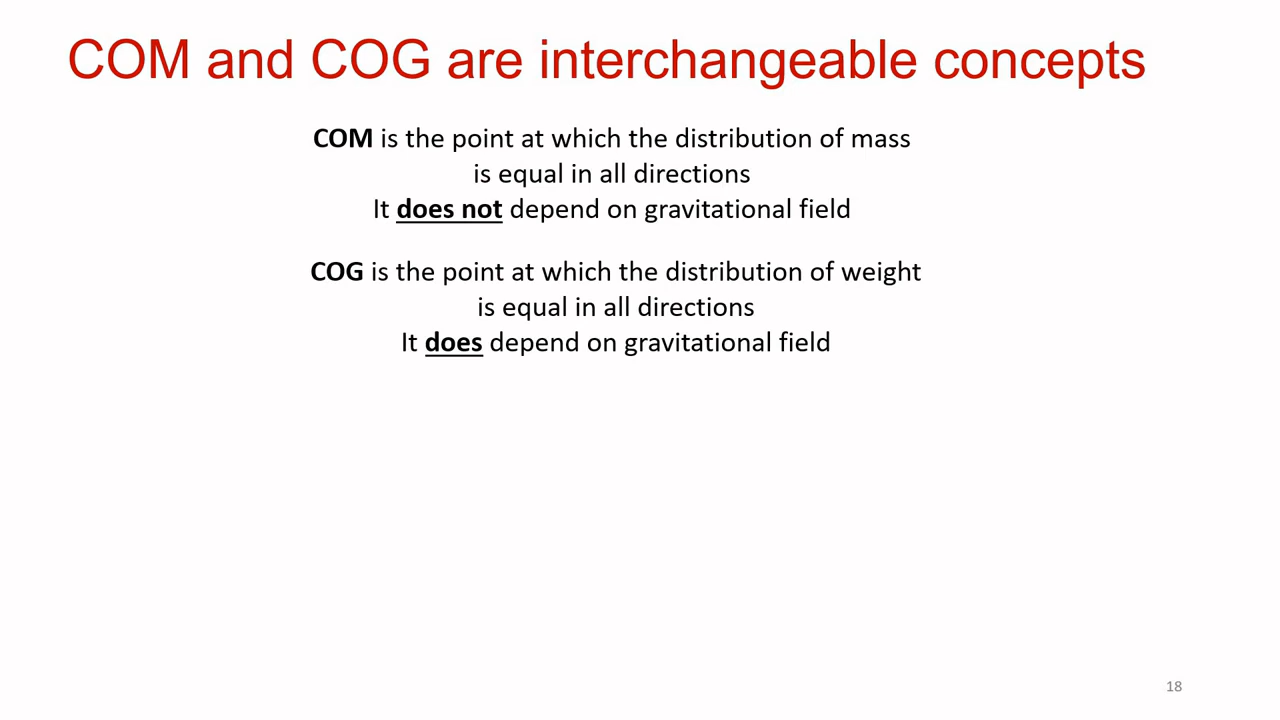 COM and COG are interchangeable concepts
COM is the point at which the distribution of mass
is equal in all directions
It does not depend on gravitational field
COG is the point at which the distribution of weight
is equal in all directions
It does depend on gravitational field
18